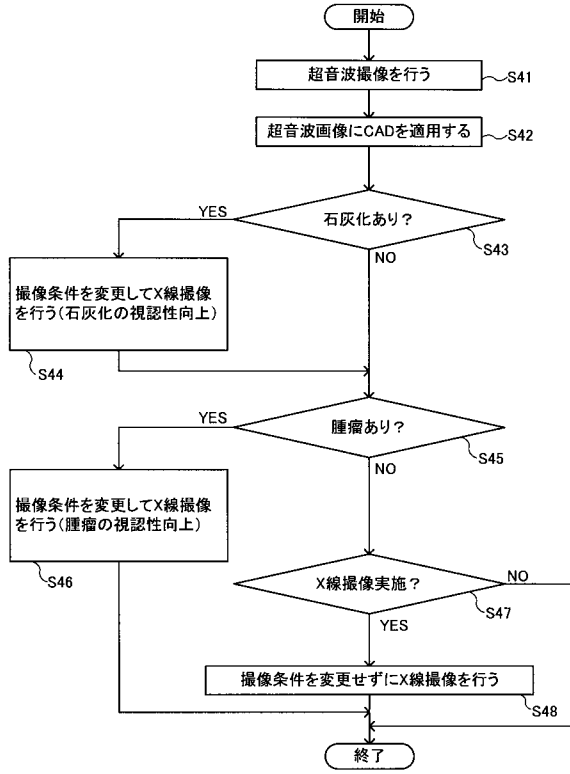 開始
超音波撮像を行う
S41
超音波画像にCADを適用する
S42
石灰化あり?
S43
YES
NO
撮像条件を変更してX線撮像
を行う(石灰化の視認性向上)
S44
腫瘤あり?
S45
YES
NO
撮像条件を変更してX線撮像
を行う(腫瘤の視認性向上)
S46
X線撮像実施?
NO
S47
YES
撮像条件を変更せずにX線撮像を行う
S48
終了